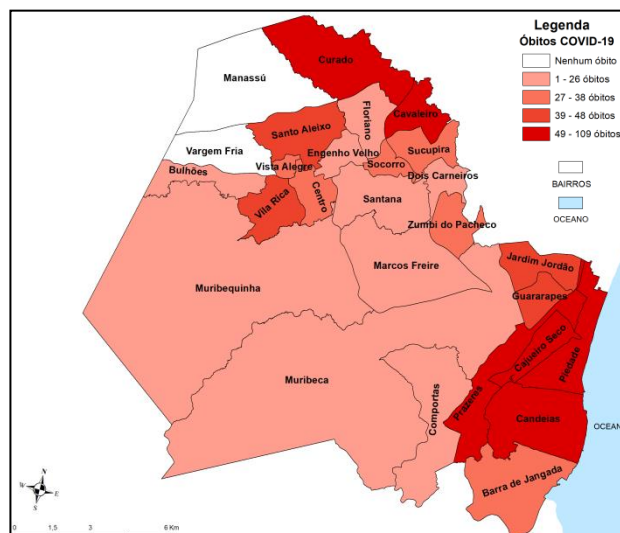 Legenda
Óbitos COVID-19
Nenhum óbito
1 - 26 óbitos
27 - 38 óbitos
39 - 48 óbitos
49 - 109 óbitos
BAIRROS
OCEANO
Curado
Manassú
Cavaleiro
Floriano
Santo Aleixo
Vargem Fria
Engenho Velho
Sucupira
Vista Alegre
Socorro
Bulhões
Dois Carneiros
Vila Rica
Centro
Santana
Zumbi do Pacheco
Marcos Freire
Jardim Jordão
Muribequinha
Guararapes
Cajueiro Seco
Piedade
Muribeca
Comportas
Prazeres
Candeias
OCEANO
Barra de Jangada
N
W
E
S
0 1,5 3 6 Km